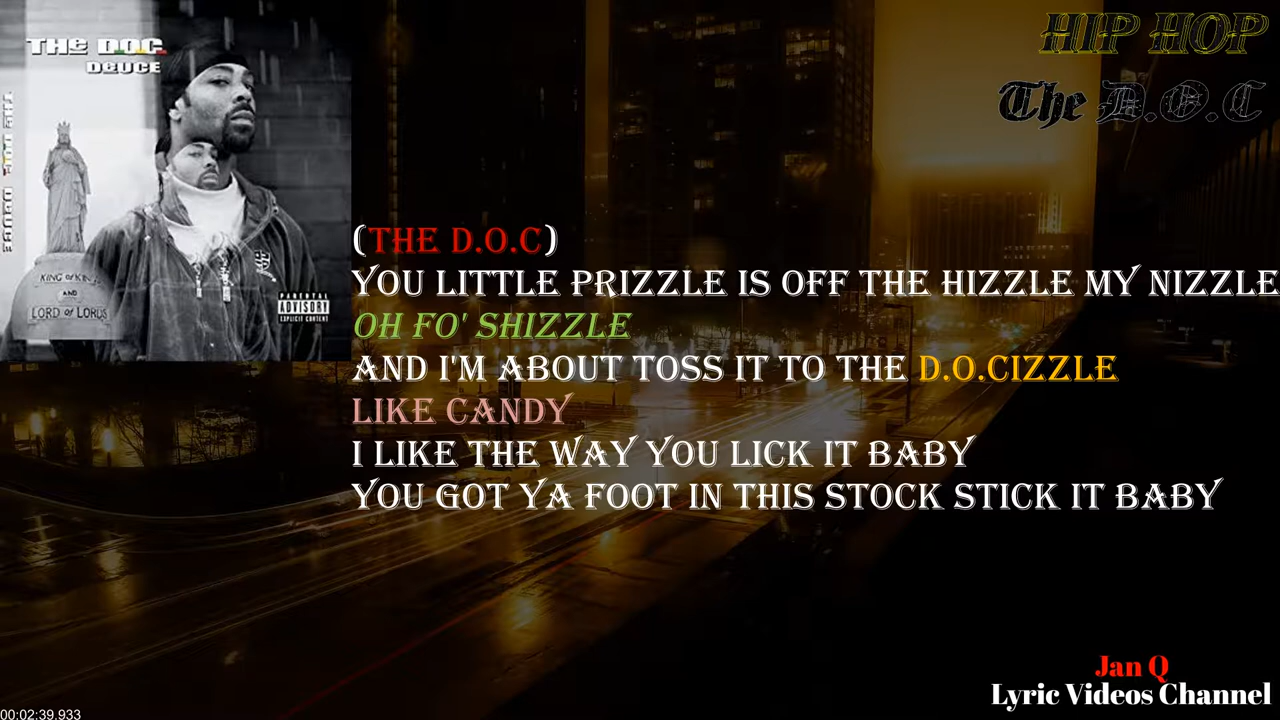 THE D.O.C.
DEUCE
THE DOC DEUCE
KING of KINGS
AND
LORD of LORDS
PARENTAL
ADVISORY
EXPLICIT CONTENT
HIP HOP
The D.O.C
(THE D.O.C)
YOU LITTLE PRIZZLE IS OFF THE HIZZLE MY NIZZLE
OH FO' SHIZZLE
AND I'M ABOUT TOSS IT TO THE D.O.CIZZLE
LIKE CANDY
I LIKE THE WAY YOU LICK IT BABY
YOU GOT YA FOOT IN THIS STOCK STICK IT BABY
Jan Q
Lyric Videos Channel
00:02:39.933